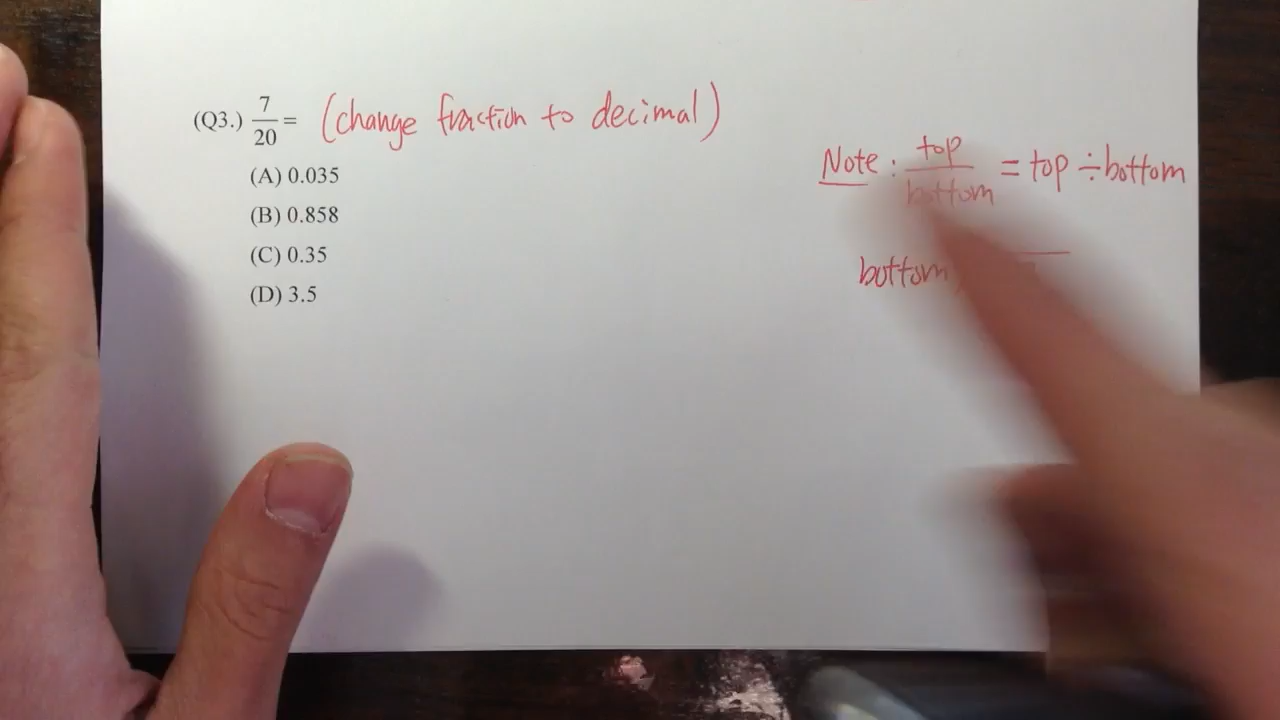 (Q3.) 7/20 = (change fraction to decimal)
(A) 0.035
(B) 0.858
(C) 0.35
(D) 3.5
Note : top/bottom = top ÷ bottom
bottom